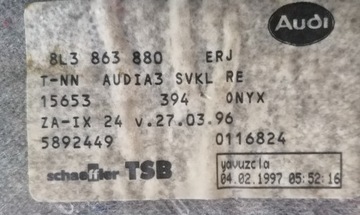 Audi
8L3 863 880 ERJ
T-NN AUDIA3 SVKL RE
15653 394 ONYX
ZA-IX 24 v.27.03.96
5892449 0116824
schaeffler TSB
yavuzcla
04.02.1997 05:52:16